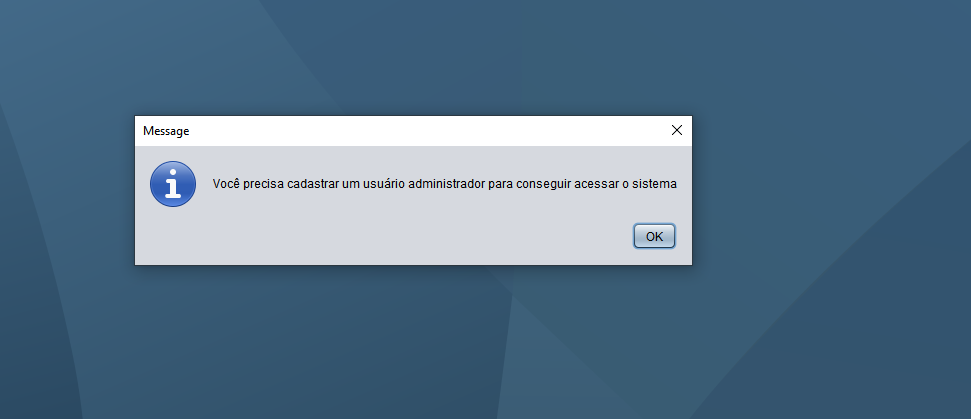 Message
Você precisa cadastrar um usuário administrador para conseguir acessar o sistema
OK